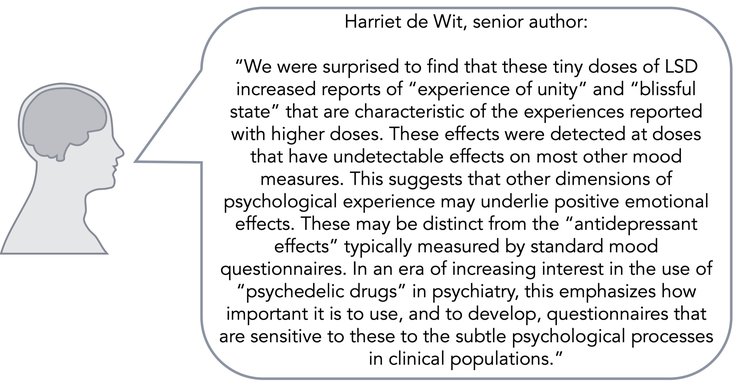 Harriet de Wit, senior author:
"We were surprised to find that these tiny doses of LSD
increased reports of "experience of unity" and "blissful
state" that are characteristic of the experiences reported
with higher doses. These effects were detected at doses
that have undetectable effects on most other mood
measures. This suggests that other dimensions of
psychological experience may underlie positive emotional
effects. These may be distinct from the "antidepressant
effects" typically measured by standard mood
questionnaires. In an era of increasing interest in the use of
"psychedelic drugs" in psychiatry, this emphasizes how
important it is to use, and to develop, questionnaires that
are sensitive to these to the subtle psychological processes
in clinical populations."